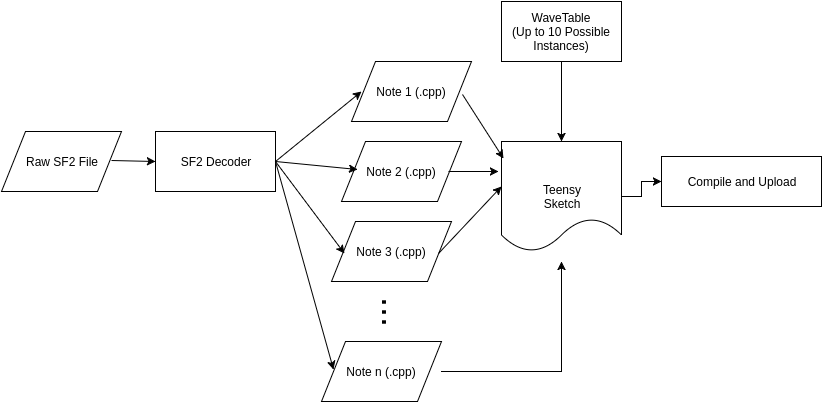 WaveTable
(Up to 10 Possible
Instances)
Note 1 (.cpp)
Raw SF2 File
SF2 Decoder
Note 2 (.cpp)
Teensy
Sketch
Compile and Upload
Note 3 (.cpp)
...
Note n (.cpp)